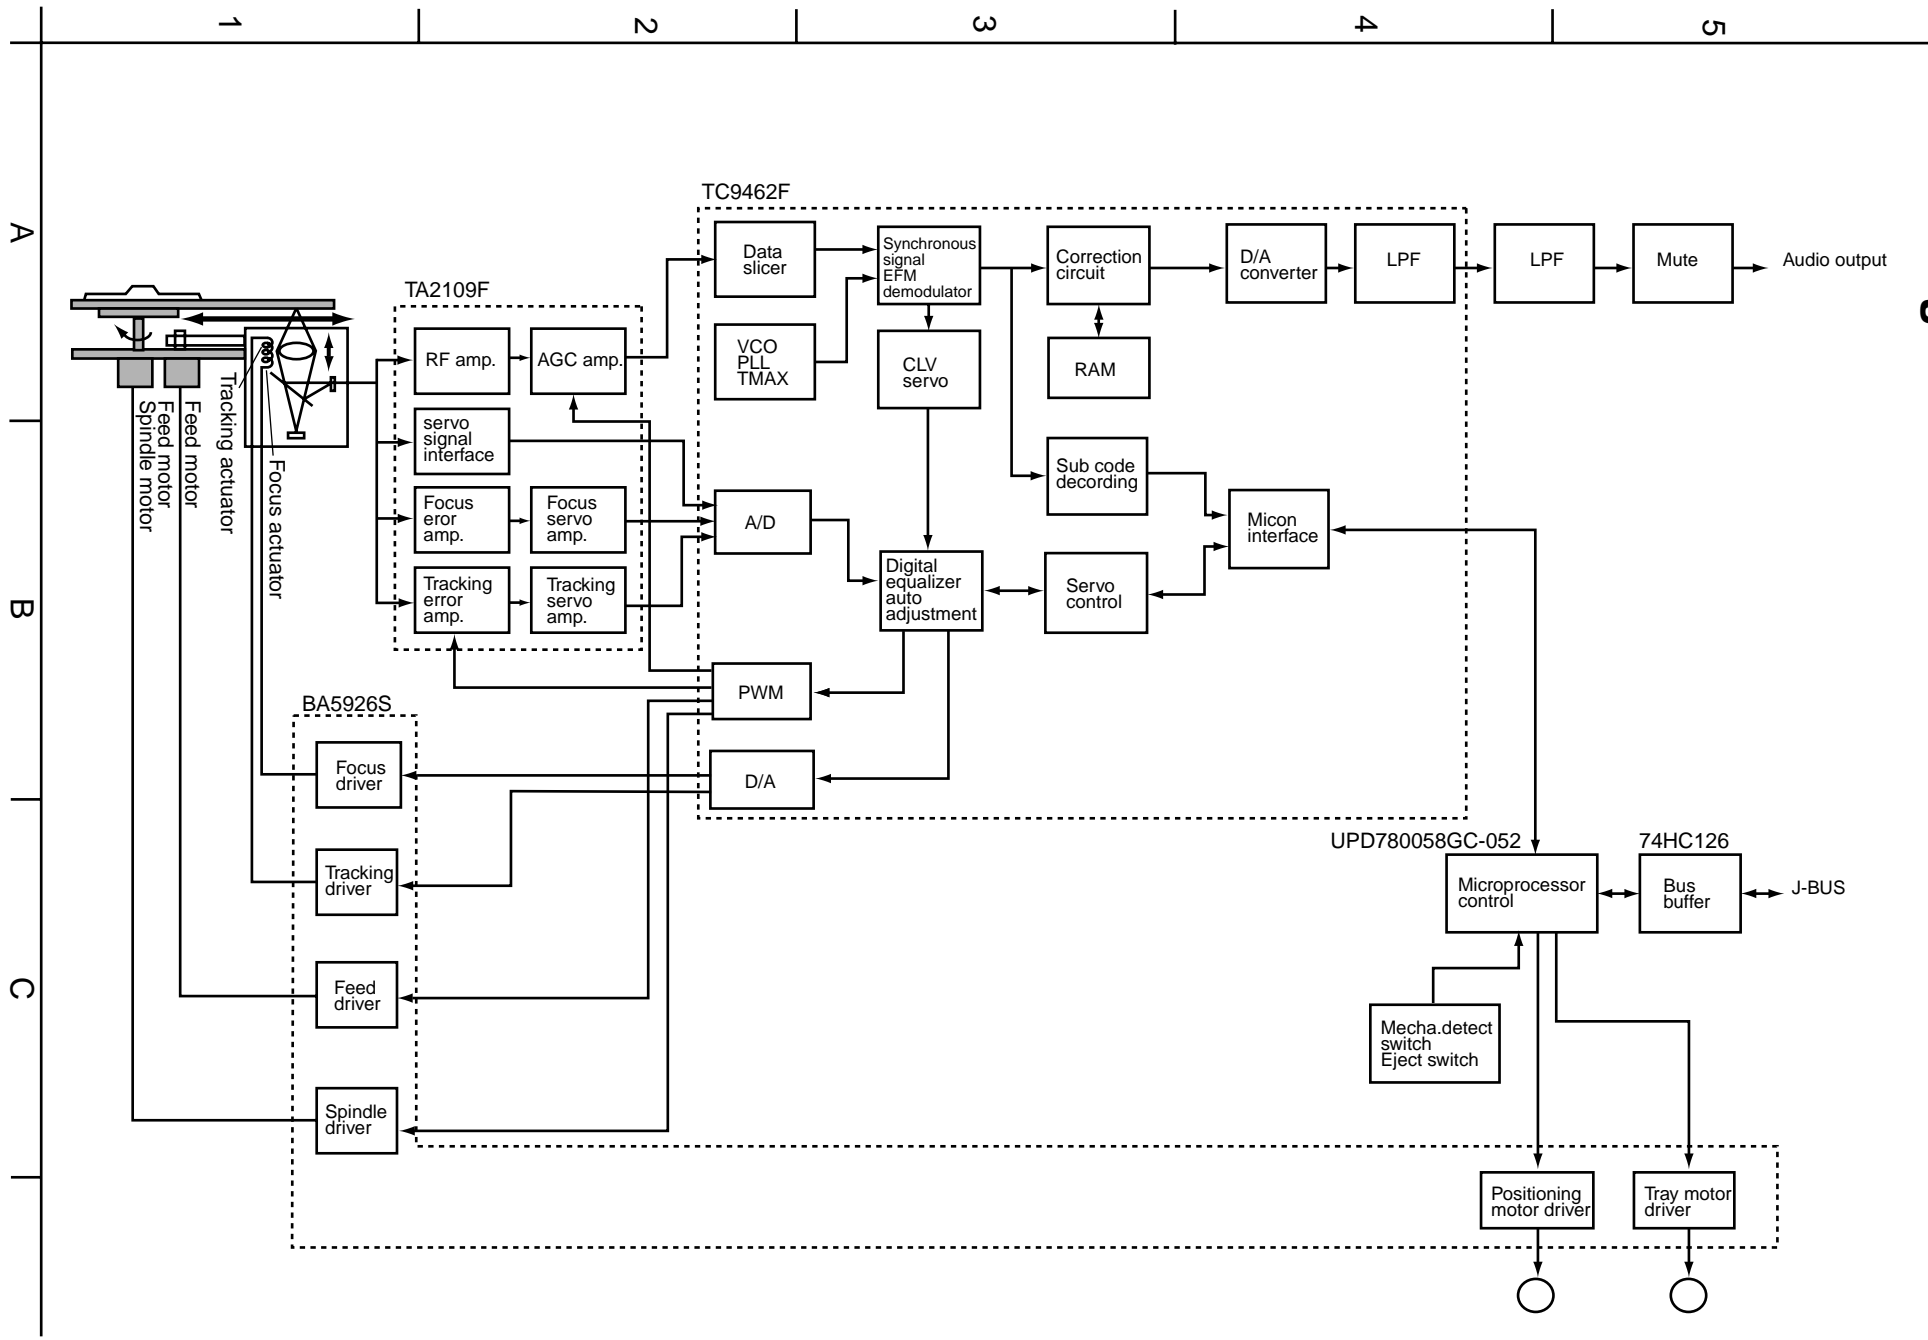 1
2
3
4
5
A
B
C
TC9462F
Data
slicer
Synchronous
signal
EFM
demodulator
Correction
circuit
D/A
converter
LPF
LPF
Mute
Audio output
TA2109F
RF amp.
AGC amp.
VCO
PLL
TMAX
CLV
servo
RAM
servo
signal
interface
Sub code
decording
Focus
eror
amp.
Focus
servo
amp.
A/D
Micon
interface
Tracking
error
amp.
Tracking
servo
amp.
Digital
equalizer
auto
adjustment
Servo
control
Tracking actuator
Focus actuator
Feed motor
Feed motor
Spindle motor
PWM
BA5926S
Focus
driver
D/A
Tracking
driver
UPD780058GC-052
Microprocessor
control
74HC126
Bus
buffer
J-BUS
Feed
driver
Mecha.detect
switch
Eject switch
Spindle
driver
Positioning
motor driver
Tray motor
driver